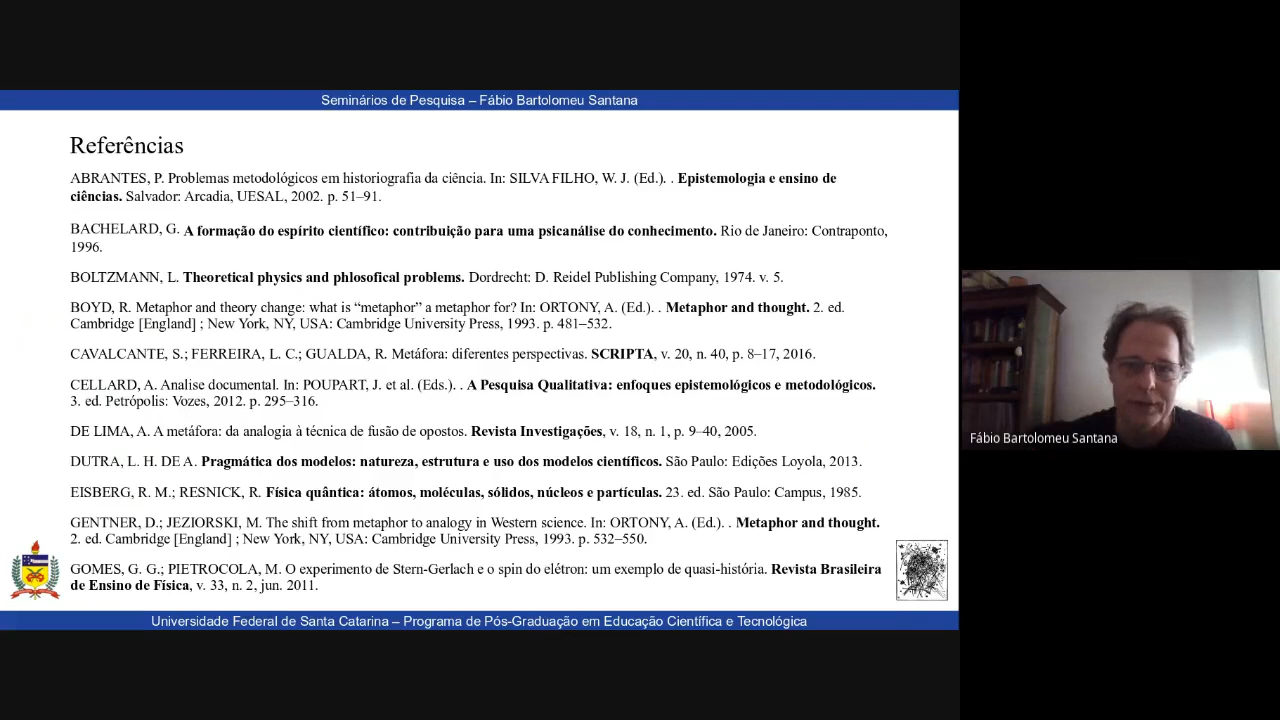 Seminários de Pesquisa – Fábio Bartolomeu Santana
Referências
ABRANTES, P. Problemas metodológicos em historiografia da ciência. In: SILVA FILHO, W. J. (Ed.). . Epistemologia e ensino de
ciências. Salvador: Arcadia, UESAL, 2002. p. 51–91.
BACHELARD, G. A formação do espírito científico: contribuição para uma psicanálise do conhecimento. Rio de Janeiro: Contraponto,
1996.
BOLTZMANN, L. Theoretical physics and phlosofical problems. Dordrecht: D. Reidel Publishing Company, 1974. v. 5.
BOYD, R. Metaphor and theory change: what is “metaphor” a metaphor for? In: ORTONY, A. (Ed.). . Metaphor and thought. 2. ed.
Cambridge [England] ; New York, NY, USA: Cambridge University Press, 1993. p. 481–532.
CAVALCANTE, S.; FERREIRA, L. C.; GUALDA, R. Metáfora: diferentes perspectivas. SCRIPTA, v. 20, n. 40, p. 8–17, 2016.
CELLARD, A. Analise documental. In: POUPART, J. et al. (Eds.). . A Pesquisa Qualitativa: enfoques epistemológicos e metodológicos.
3. ed. Petrópolis: Vozes, 2012. p. 295–316.
DE LIMA, A. A metáfora: da analogia à técnica de fusão de opostos. Revista Investigações, v. 18, n. 1, p. 9–40, 2005.
DUTRA, L. H. DE A. Pragmática dos modelos: natureza, estrutura e uso dos modelos científicos. São Paulo: Edições Loyola, 2013.
EISBERG, R. M.; RESNICK, R. Física quântica: átomos, moléculas, sólidos, núcleos e partículas. 23. ed. São Paulo: Campus, 1985.
GENTNER, D.; JEZIORSKI, M. The shift from metaphor to analogy in Western science. In: ORTONY, A. (Ed.). . Metaphor and thought.
2. ed. Cambridge [England] ; New York, NY, USA: Cambridge University Press, 1993. p. 532–550.
GOMES, G. G.; PIETROCOLA, M. O experimento de Stern-Gerlach e o spin do elétron: um exemplo de quasi-história. Revista Brasileira
de Ensino de Física, v. 33, n. 2, jun. 2011.
Universidade Federal de Santa Catarina – Programa de Pós-Graduação em Educação Científica e Tecnológica
Fábio Bartolomeu Santana